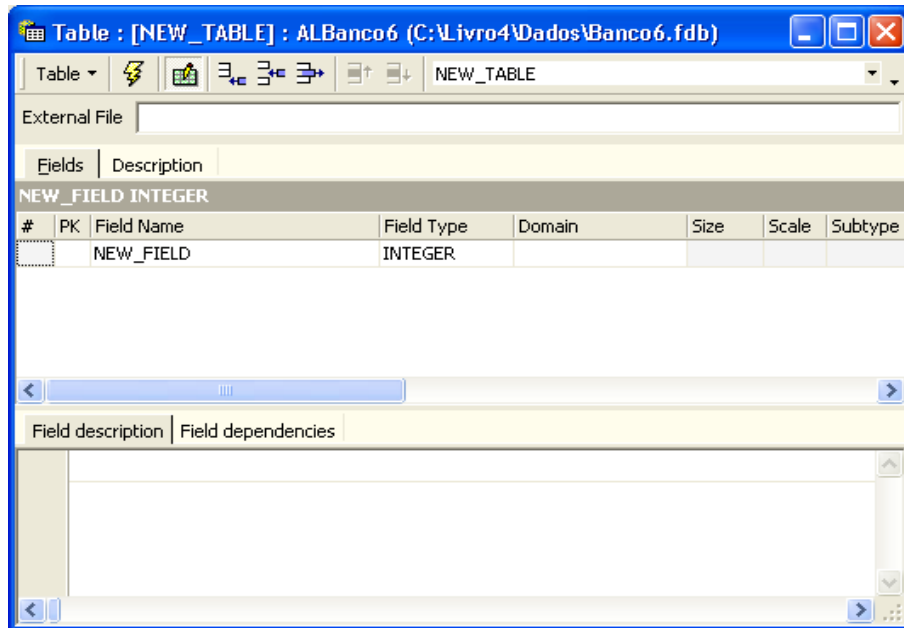 Table : [NEW_TABLE] : ALBanco6 (C:\Livro4\Dados\Banco6.fdb)
Table NEW_TABLE
External File
Fields Description
NEW_FIELD INTEGER
# PK Field Name Field Type Domain Size Scale Subtype
NEW_FIELD INTEGER
Field description Field dependencies